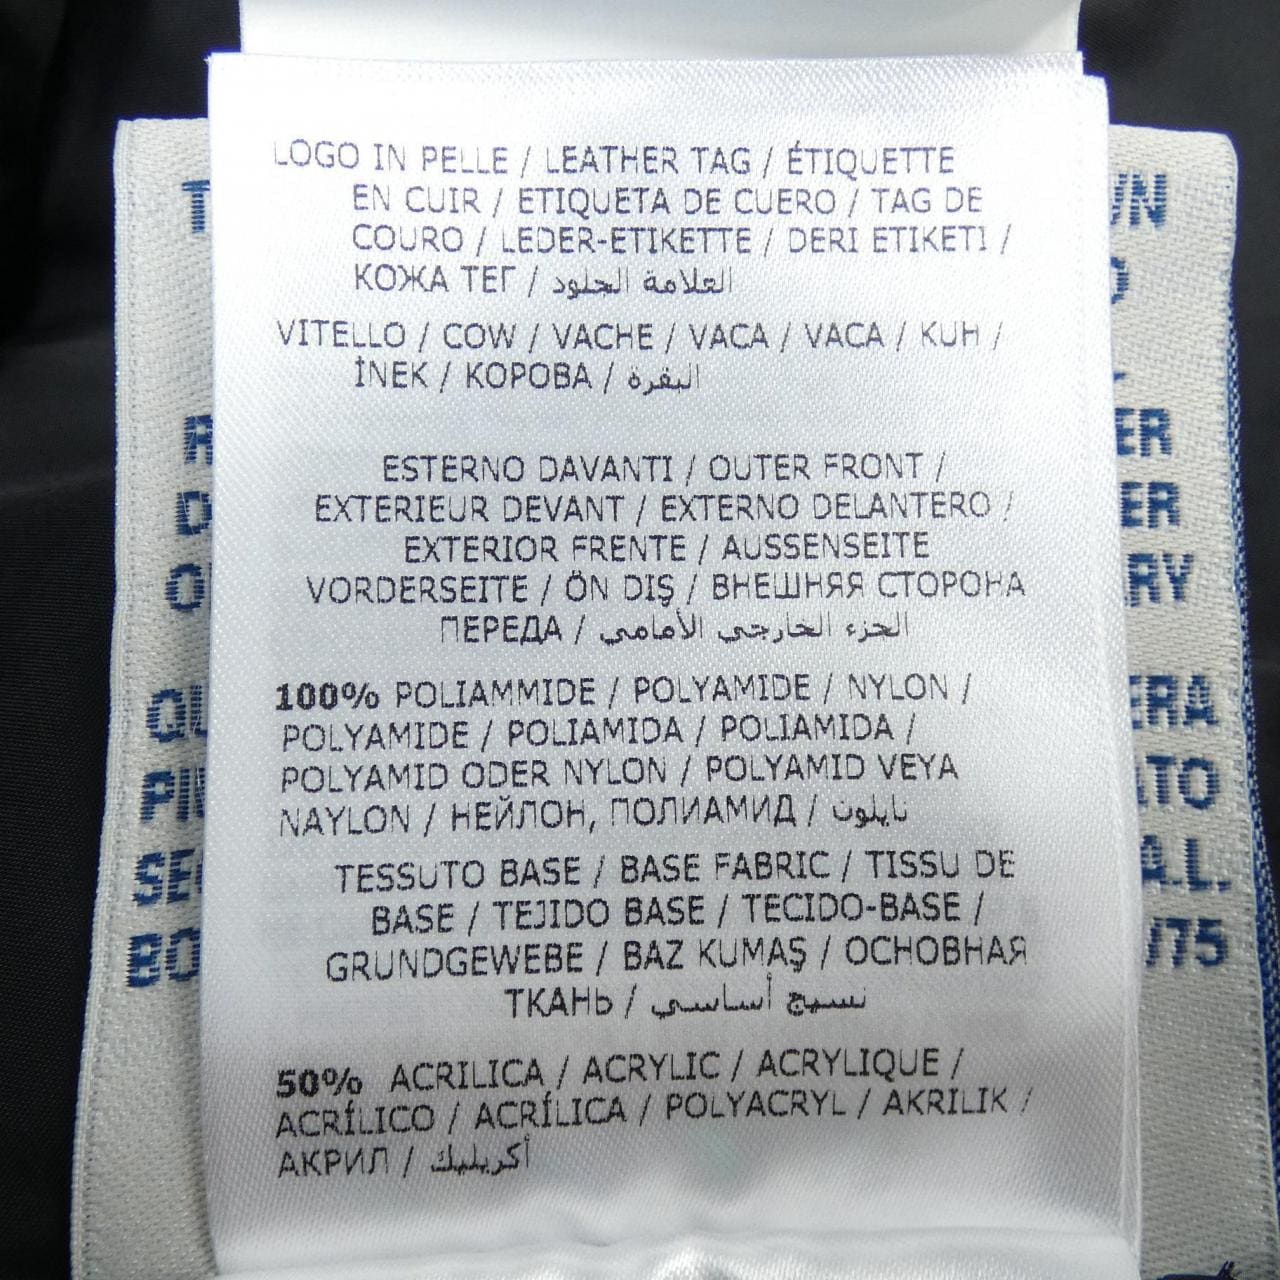 LOGO IN PELLE / LEATHER TAG / ÉTIQUETTE
EN CUIR / ETIQUETA DE CUERO / TAG DE
COURO / LEDER-ETIKETTE / DERI ETIKETI /
КОЖА ТЕГ / العلامة الجلود
VITELLO / COW / VACHE / VACA / VACA / KUH /
İNEK / КОРОВА / البقرة
ESTERNO DAVANTI / OUTER FRONT /
EXTERIEUR DEVANT / EXTERNO DELANTERO /
EXTERIOR FRENTE / AUSSENSEITE
VORDERSEITE / ÖN DIŞ / ВНЕШНЯЯ СТОРОНА
ПЕРЕДА / الجزء الخارجي الأمامي
100% POLIAMMIDE / POLYAMIDE / NYLON /
POLYAMIDE / POLIAMIDA / POLIAMIDA /
POLYAMID ODER NYLON / POLYAMID VEYA
NAYLON / НЕЙЛОН, ПОЛИАМИД / نايلون
TESSUTO BASE / BASE FABRIC / TISSU DE
BASE / TEJIDO BASE / TECIDO-BASE /
GRUNDGEWEBE / BAZ KUMAŞ / ОСНОВНАЯ
ТКАНЬ / نسيج أساسي
50% ACRILICA / ACRYLIC / ACRYLIQUE /
ACRÍLICO / ACRÍLICA / POLYACRYL / AKRILIK /
АКРИЛ / أكريليك